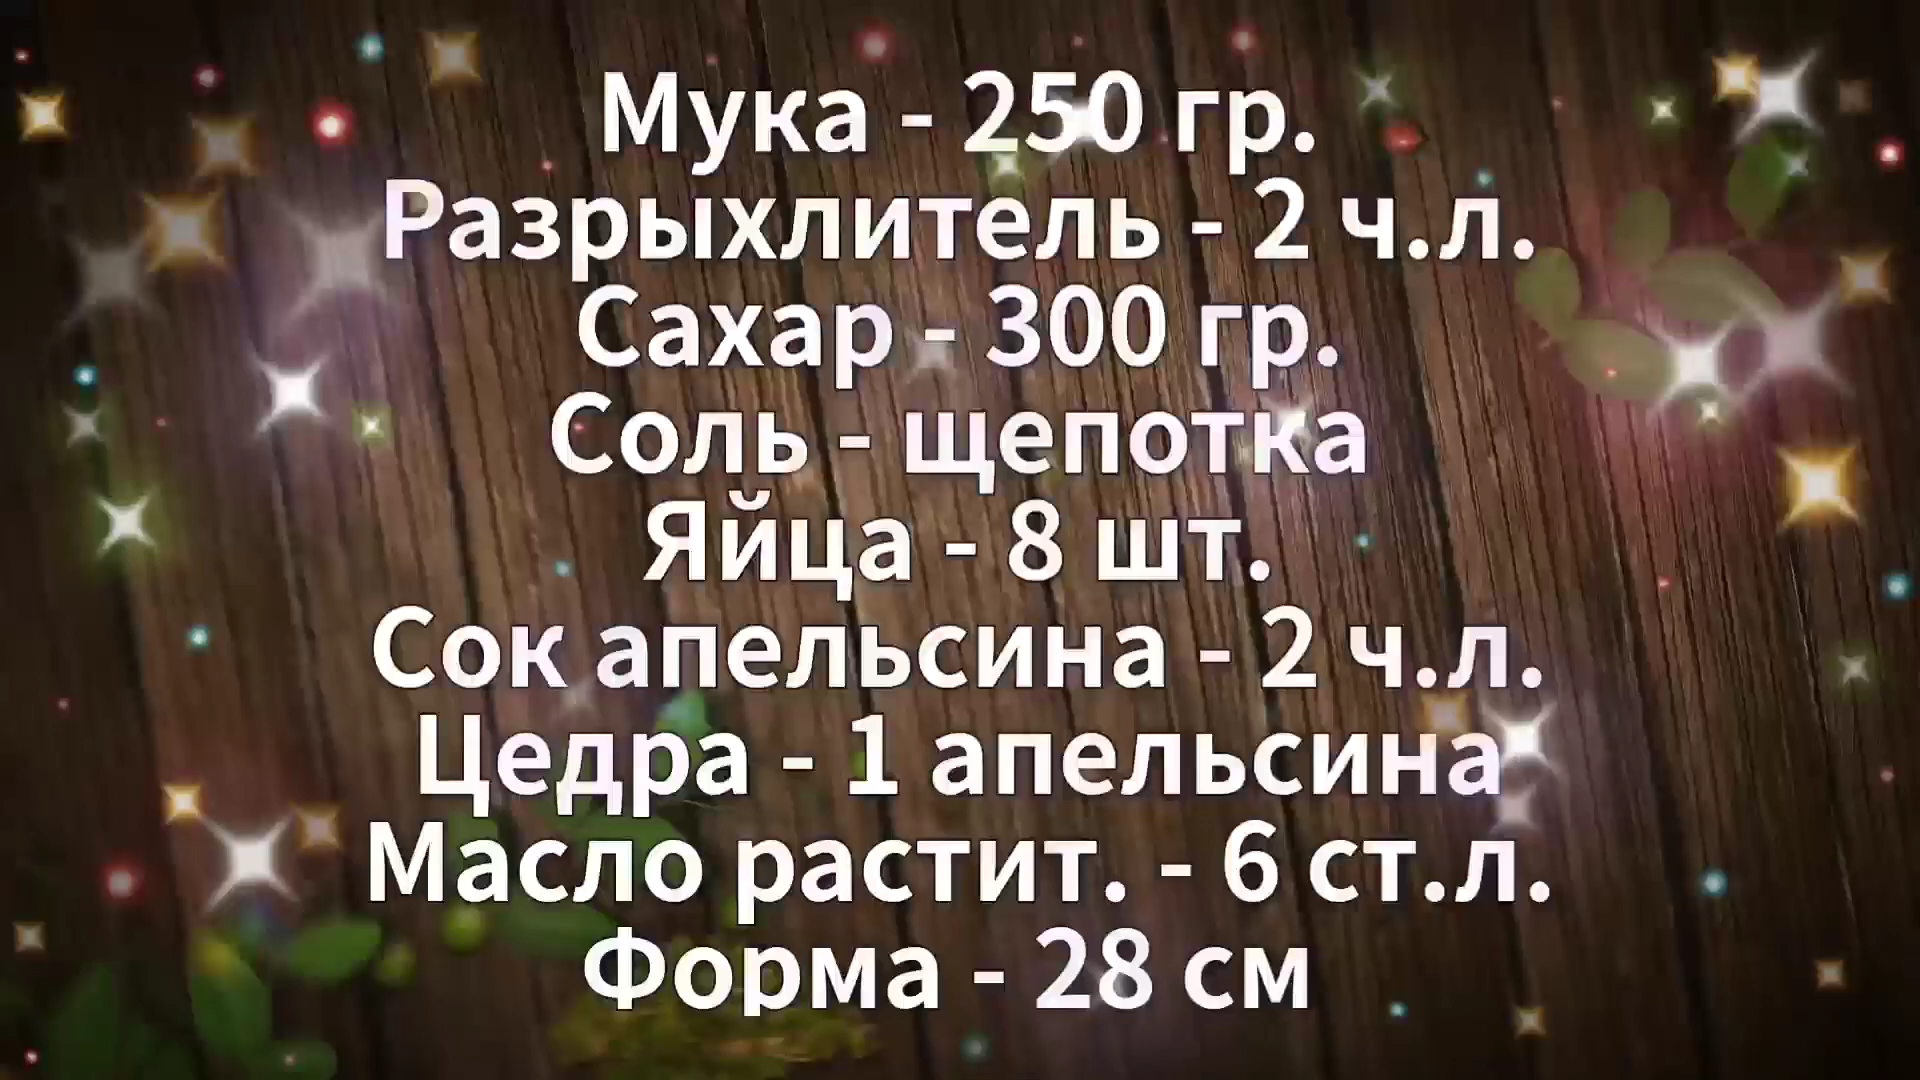 Мука - 250 гр.
Разрыхлитель - 2 ч.л.
Сахар - 300 гр.
Соль - щепотка
Яйца - 8 шт.
Сок апельсина - 2 ч.л.
Цедра - 1 апельсина
Масло растит. - 6 ст.л.
Форма - 28 см